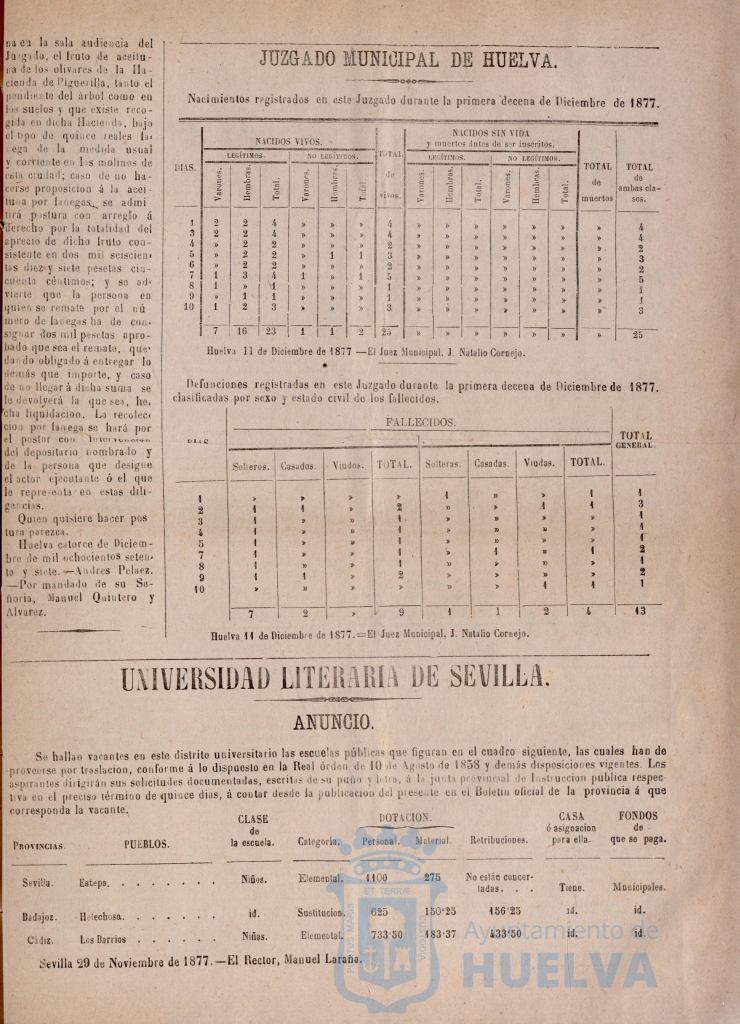 na en la sala audiencia del
Juzgado, el fruto de aceitu-
na de los olivares de la Ha-
cienda de Piguerilla, tanto el
pendiente del árbol como en
los suelos y que existe reco-
gida en dicha Hacienda, bajo
el tipo de quince reales fa-
nega de la medida usual
y corriente en los molinos de
esta ciudad; caso de no ha-
cerse proposicion á la acei-
tuna por fanegas, se admi
tirá postura con arreglo á
derecho por la totalidad del
aprecio de dicho fruto con-
sistente en dos mil seiscien-
tas diez y siete pesetas cin-
cuenta céntimos; y se ad-
vierte que la persona en
quien se remate por el nú
mero de fanegas ha de con-
signar dos mil pesetas apro-
bado que sea el remate, que-
dando obligado á entregar lo
demás que importe, y caso
de no llegar á dicha suma se
le devolverá la que sea, he-
cha liquidacion. La recolec-
cion por fanega se hará por
el postor con intervencion
del depositario nombrado y
de la persona que designe
el actor ejecutante ó el que
le represente en estas dili-
gencias.
Quien quisiere hacer pos
tura parezca.
Huelva catorce de Diciem-
bre de mil ochocientos seten-
ta y siete.—Andres Pelaez.
—Por mandado de su Se-
ñoria, Manuel Quintero y
Alvarez.
JUZGADO MUNICIPAL DE HUELVA.
Nacimientos registrados en este Juzgado durante la primera decena de Diciembre de 1877.
NACIDOS VIVOS. NACIDOS SIN VIDA
y muertos ántes de ser inscritos.
LEGÍTIMOS. NO LEGÍTIMOS. TOTAL de vivos. LEGÍTIMOS. NO LEGÍTIMOS. TOTAL de muertos TOTAL de ambas cla- ses.
DIAS. Varones. Hembras. Total. Varones. Hembras. Total. Varones. Hembras. Total. Varones. Hembras. Total.
1 2 2 4 » » » 4 » » » » » » » 4
3 2 2 4 » » » 4 » » » » » » » 4
4 » 2 2 » » » 2 » » » » » » » 2
5 » 2 2 » 1 1 3 » » » » » » » 3
6 » 2 2 » » » 2 » » » » » » » 2
7 1 3 4 1 » 1 5 » » » » » » » 5
8 1 » 1 » » » 1 » » » » » » » 1
9 » 1 1 » » » 1 » » » » » » » 1
10 1 2 3 » » » 3 » » » » » » » 3
7 16 23 1 1 2 25 » » » » » » » 25
Huelva 11 de Diciembre de 1877 —El Juez Municipal, J. Natalio Cornejo.
Defunciones registradas en este Juzgado durante la primera decena de Diciembre de 1877,
clasificadas por sexo y estado civil de los fallecidos.
FALLECIDOS.
DIAS TOTAL GENERAL.
Solteros. Casados. Viudos. TOTAL. Solteras. Casadas. Viudas. TOTAL.
1 » » » » 1 » » 1 1
2 1 1 » 2 » » 1 1 3
3 1 » » 1 » » » » 1
4 1 » » 1 » » » » 1
5 1 » » 1 » » » » 1
7 1 » » 1 » 1 » 1 2
8 1 » » 1 » » » » 1
9 1 1 » 2 » » » » 2
10 » » » » » » 1 1 1
7 2 » 9 1 1 2 4 13
Huelva 11 de Diciembre de 1877.=El Juez Municipal, J. Natalio Cornejo.
UNIVERSIDAD LITERARIA DE SEVILLA.
ANUNCIO.
Se hallan vacantes en este distrito universitario las escuelas públicas que figuran en el cuadro siguiente, las cuales han de
proveerse por traslacion, conforme á lo dispuesto en la Real órden de 10 de Agosto de 1858 y demás disposiciones vigentes. Los
aspirantes dirigirán sus solicitudes documentadas, escritas de su puño y letra, á la junta provincial de Instruccion publica respec-
tiva en el preciso término de quince dias, á contar desde la publicacion del presente en el Boletin oficial de la provincia á que
corresponda la vacante.
PROVINCIAS. PUEBLOS. CLASE de la escuela. Categoria. DOTACION. Personal. Material. Retribuciones. CASA ó asignacion para ella. FONDOS de que se paga.
Sevilla. Estepa. . . . . . . Niños. Elemental. 1100 275 No están concer- tadas. . . Tiene. Municipales.
Badajoz. Helechosa. . . . . . . id. Sustitucion. 625 150'25 156'25 id. id.
Cádiz. Los Barrios . . . . . . Niñas. Elemental. 733'50 183'37 433'50 id. id.
Sevilla 29 de Noviembre de 1877.—El Rector, Manuel Laraña.
Ayuntamiento de
HUELVA